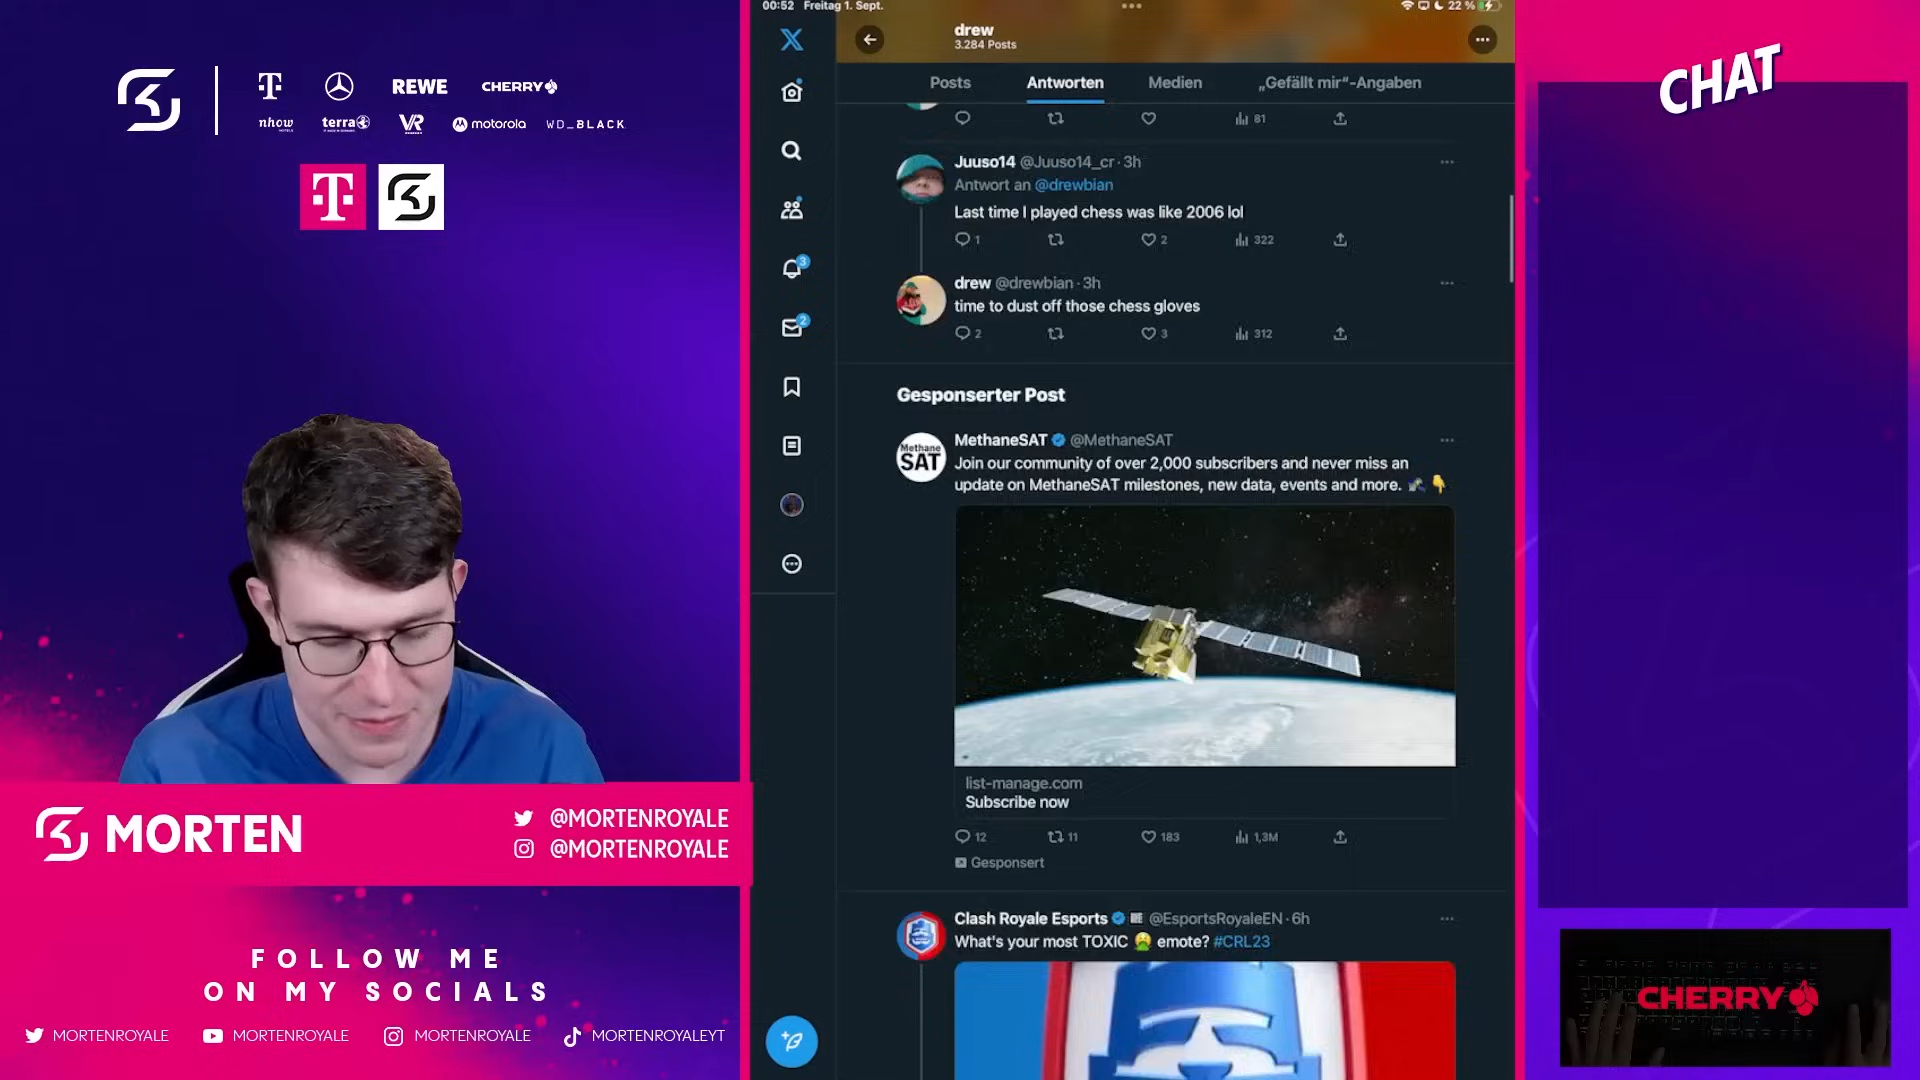 REWE
CHERRY
nhow
HOTELS
terra
VR
motorola
WD_BLACK
MORTEN
@MORTENROYALE
@MORTENROYALE
FOLLOW ME
ON MY SOCIALS
MORTENROYALE
MORTENROYALE
MORTENROYALE
MORTENROYALEYT
00:52 Freitag 1. Sept.
22 %
drew
3.284 Posts
Posts
Antworten
Medien
„Gefällt mir“-Angaben
81
Juuso14 @Juuso14_cr · 3h
Antwort an @drewbian
Last time I played chess was like 2006 lol
1
2
322
drew @drewbian · 3h
time to dust off those chess gloves
2
3
312
3
2
Gesponserter Post
Methane
SAT
MethaneSAT @MethaneSAT
Join our community of over 2,000 subscribers and never miss an
update on MethaneSAT milestones, new data, events and more. 🛰️ 👇
list-manage.com
Subscribe now
12
11
183
1,3M
Gesponsert
Clash Royale Esports @EsportsRoyaleEN · 6h
What's your most TOXIC 🤮 emote? #CRL23
CHAT
CHERRY